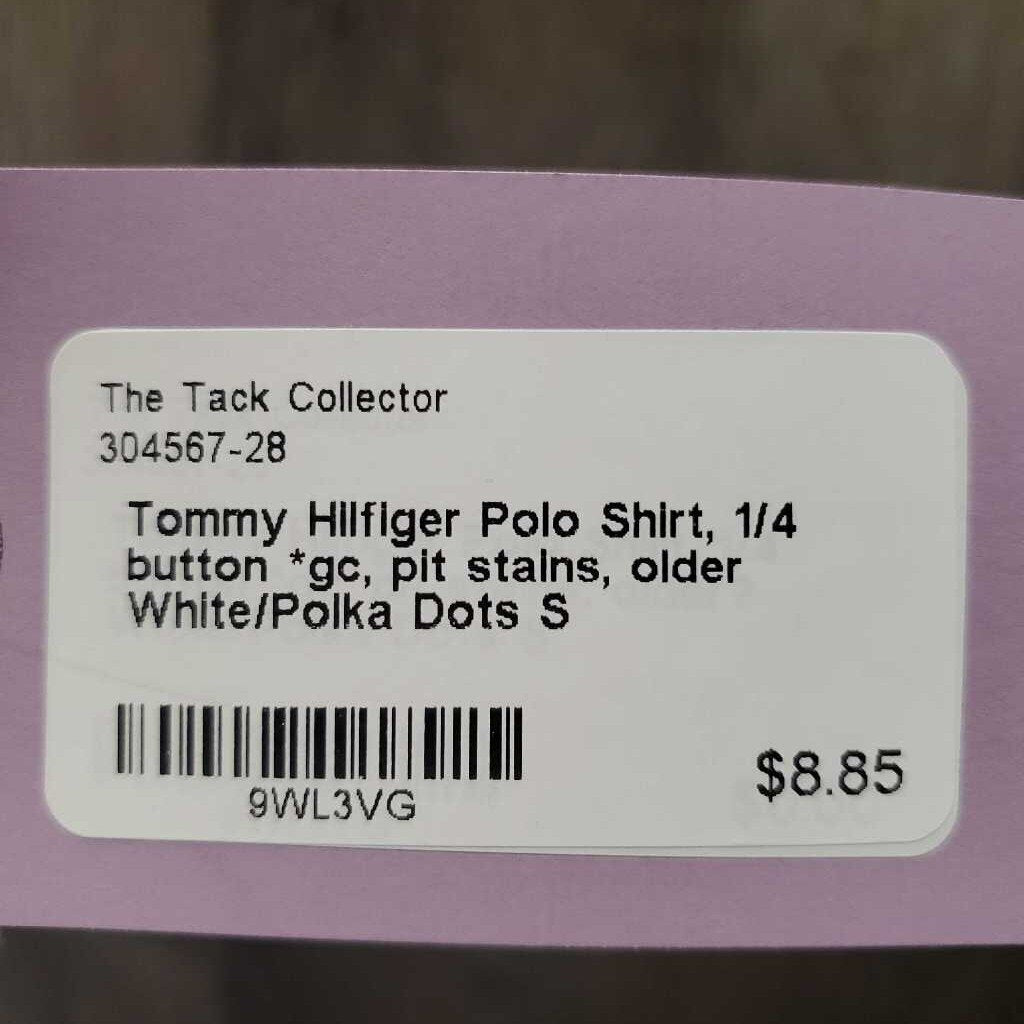 The Tack Collector
304567-28
Tommy Hilfiger Polo Shirt, 1/4
button *gc, pit stains, older
White/Polka Dots S
9WL3VG
$8.85